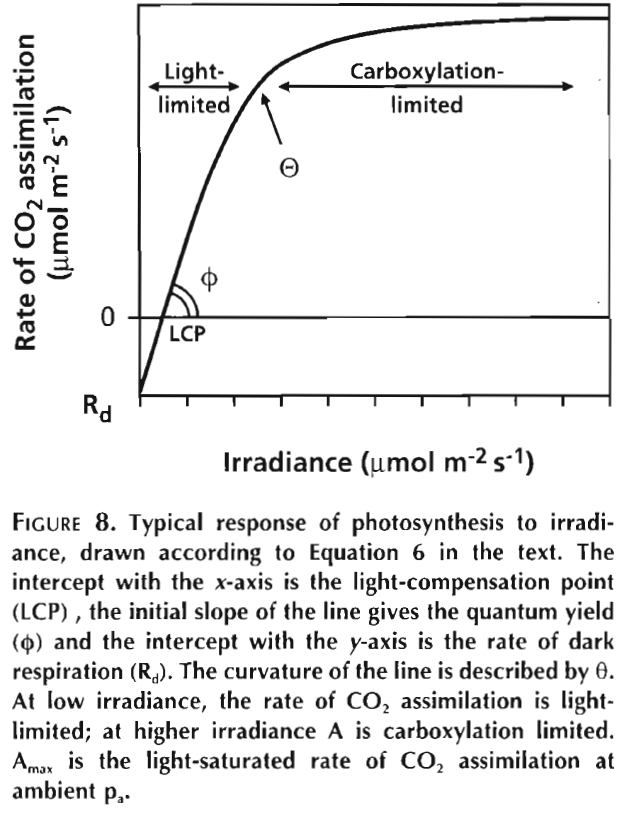 Rate of CO2 assimilation
(μmol m-2 s-1)
Light-
limited
Carboxylation-
limited
Θ
ϕ
0
LCP
Rd
Irradiance (μmol m-2 s-1)
FIGURE 8. Typical response of photosynthesis to irradi-
ance, drawn according to Equation 6 in the text. The
intercept with the x-axis is the light-compensation point
(LCP) , the initial slope of the line gives the quantum yield
(ϕ) and the intercept with the y-axis is the rate of dark
respiration (Rd). The curvature of the line is described by θ.
At low irradiance, the rate of CO2 assimilation is light-
limited; at higher irradiance A is carboxylation limited.
Amax is the light-saturated rate of CO2 assimilation at
ambient pa.